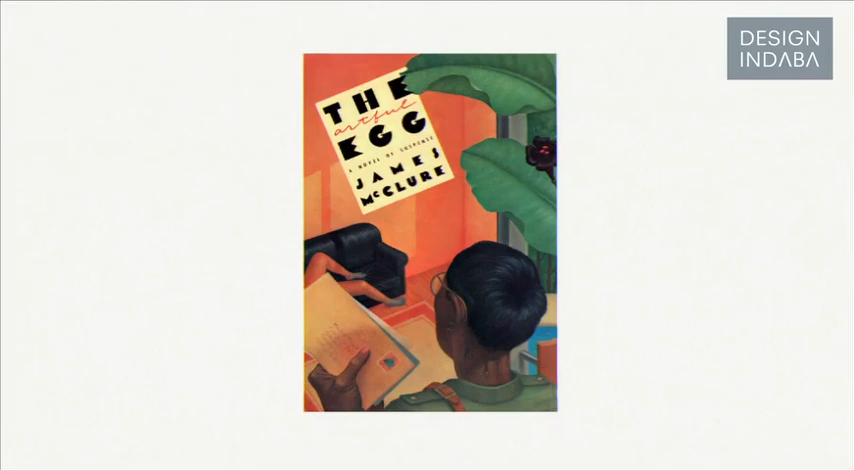 DESIGN
INDABA
THE
artful
EGG
A NOVEL OF SUSPENSE
JAMES
McCLURE